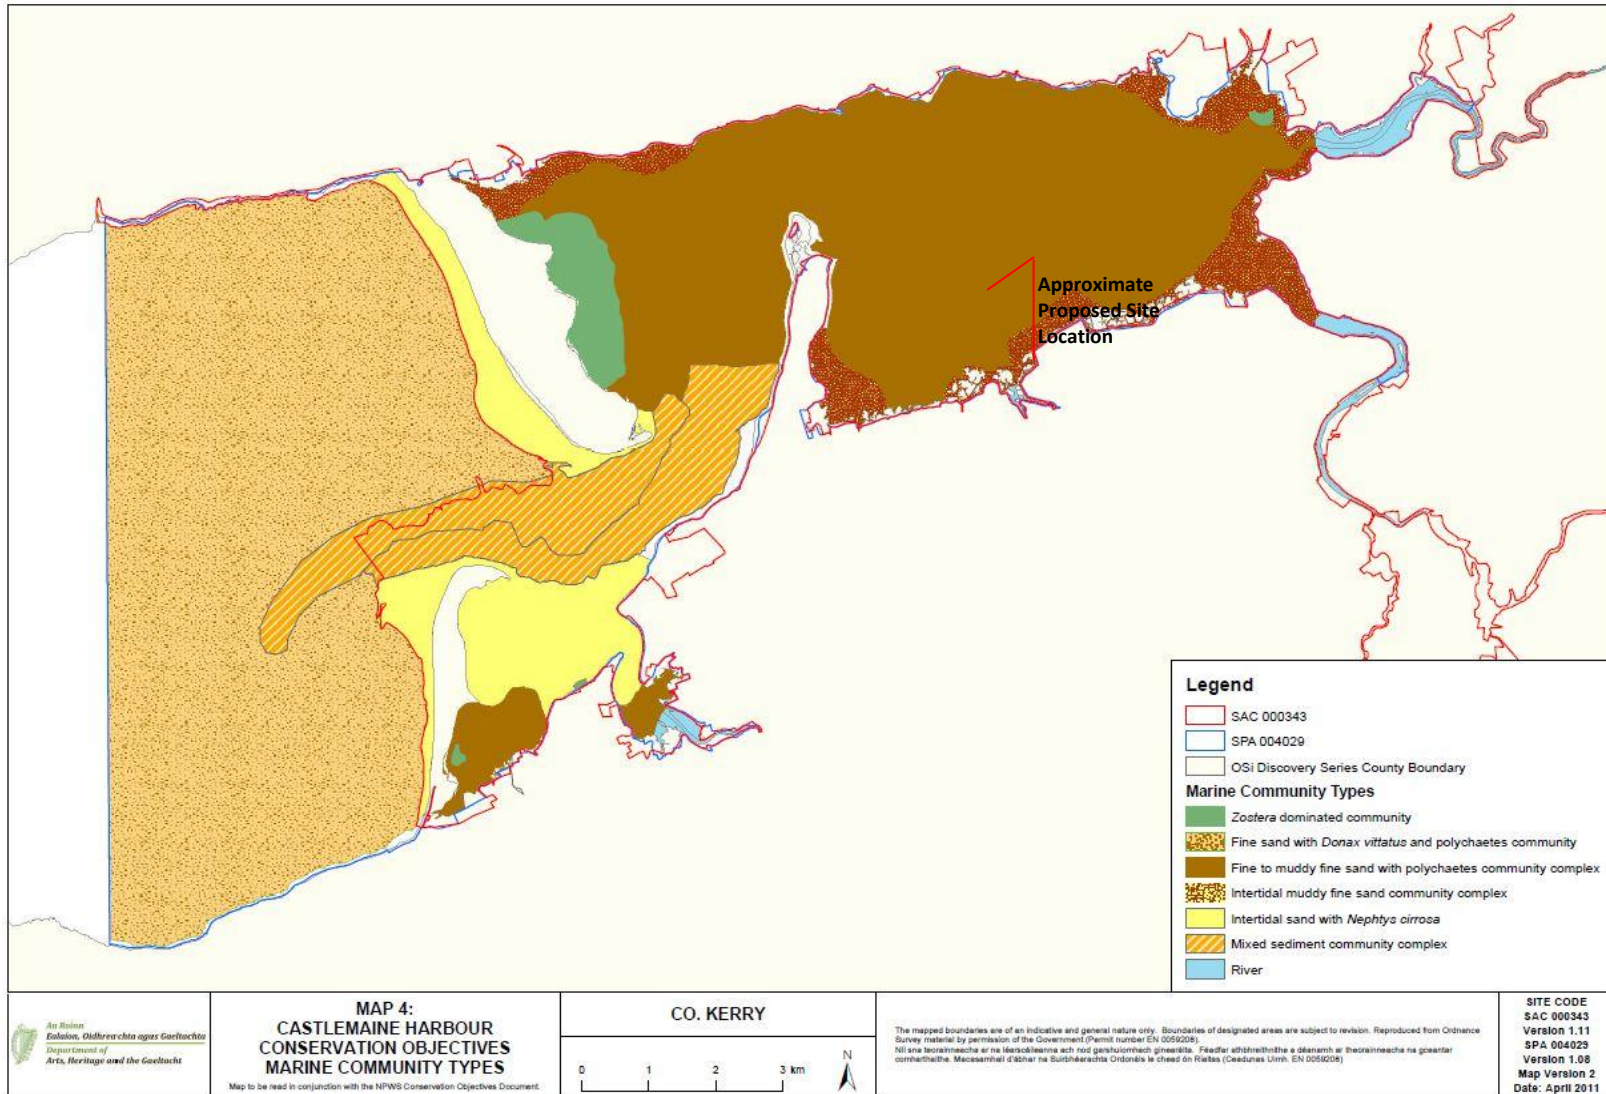 Approximate
Proposed Site
Location
Legend
SAC 000343
SPA 004029
OSi Discovery Series County Boundary
Marine Community Types
Zostera dominated community
Fine sand with Donax vittatus and polychaetes community
Fine to muddy fine sand with polychaetes community complex
Intertidal muddy fine sand community complex
Intertidal sand with Nephtys cirrosa
Mixed sediment community complex
River
An Roinn
Ealaíon, Oidhreachta agus Gaeltachta
Department of
Arts, Heritage and the Gaeltacht
MAP 4:
CASTLEMAINE HARBOUR
CONSERVATION OBJECTIVES
MARINE COMMUNITY TYPES
Map to be read in conjunction with the NPWS Conservation Objectives Document.
CO. KERRY
0 1 2 3 km
N
The mapped boundaries are of an indicative and general nature only. Boundaries of designated areas are subject to revision. Reproduced from Ordnance
Survey material by permission of the Government (Permit number EN 0059208).
SITE CODE
SAC 000343
Version 1.11
SPA 004029
Version 1.08
Map Version 2
Date: April 2011